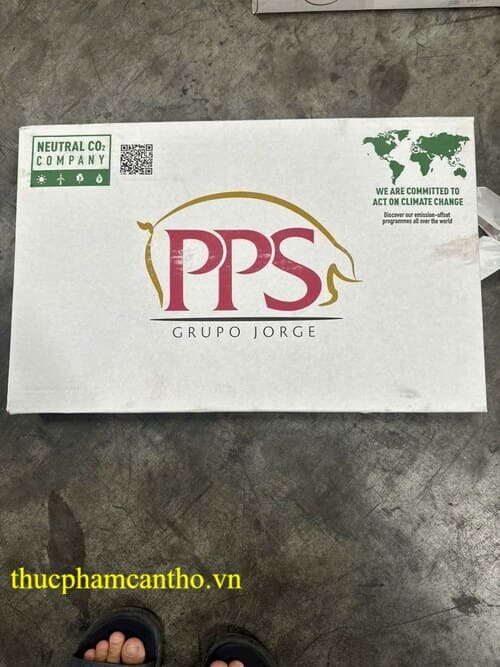 NEUTRAL CO₂
COMPANY
WE ARE COMMITTED TO
ACT ON CLIMATE CHANGE
Discover our emission-offset
programmes all over the world
PPS
GRUPO JORGE
thucphamcantho.vn